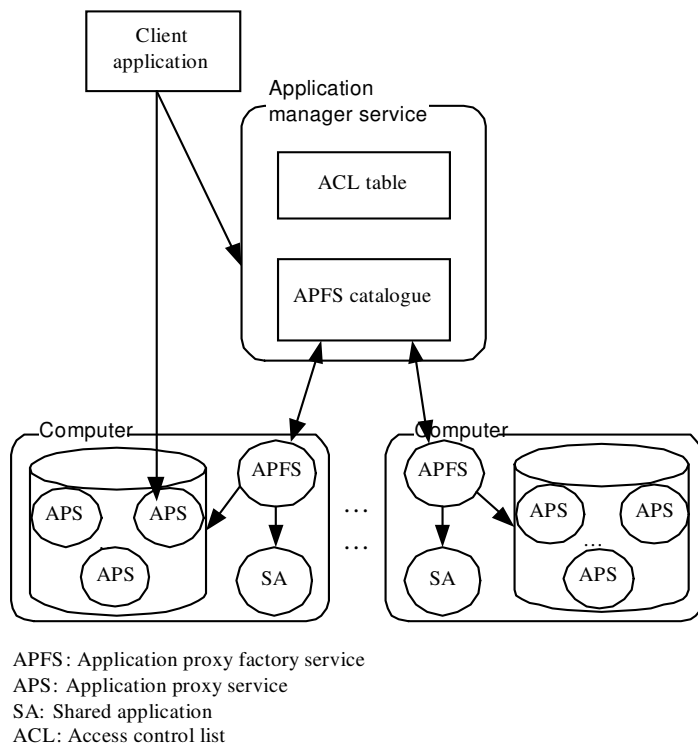 Client
application
Application
manager service
ACL table
APFS catalogue
Computer
Computer
APFS
APFS
APS
APS
APS
APS
...
...
...
APS
SA
SA
APS
APFS: Application proxy factory service
APS: Application proxy service
SA: Shared application
ACL: Access control list